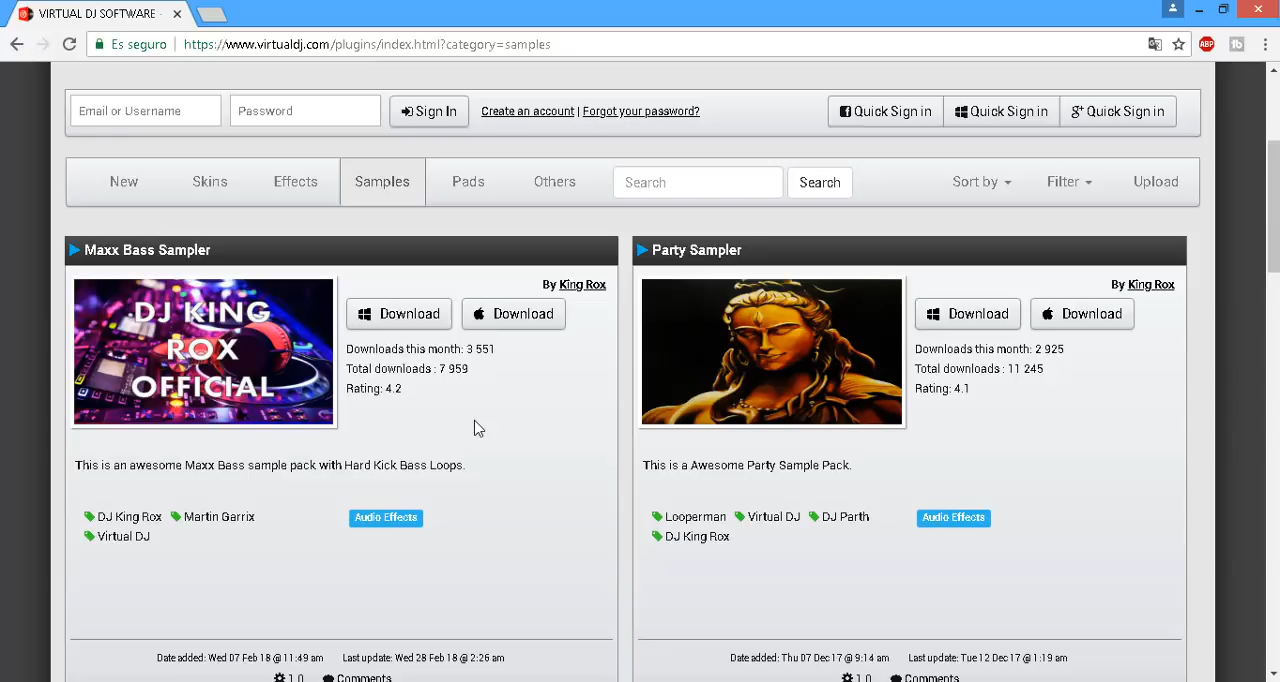 VIRTUAL DJ SOFTWARE -
Es seguro | https://www.virtualdj.com/plugins/index.html?category=samples
ABP
Email or Username Password Sign In Create an account | Forgot your password? Quick Sign in Quick Sign in g+ Quick Sign in
New Skins Effects Samples Pads Others Search Search Sort by Filter Upload
Maxx Bass Sampler
By King Rox
DJ KING
ROX
OFFICIAL
Download Download
Downloads this month: 3 551
Total downloads : 7 959
Rating: 4.2
This is an awesome Maxx Bass sample pack with Hard Kick Bass Loops.
DJ King Rox Martin Garrix Audio Effects
Virtual DJ
Date added: Wed 07 Feb 18 @ 11:49 am Last update: Wed 28 Feb 18 @ 2:26 am
1.0 Comments
Party Sampler
By King Rox
Download Download
Downloads this month: 2 925
Total downloads : 11 245
Rating: 4.1
This is a Awesome Party Sample Pack.
Looperman Virtual DJ DJ Parth Audio Effects
DJ King Rox
Date added: Thu 07 Dec 17 @ 9:14 am Last update: Tue 12 Dec 17 @ 1:19 am
1.0 Comments